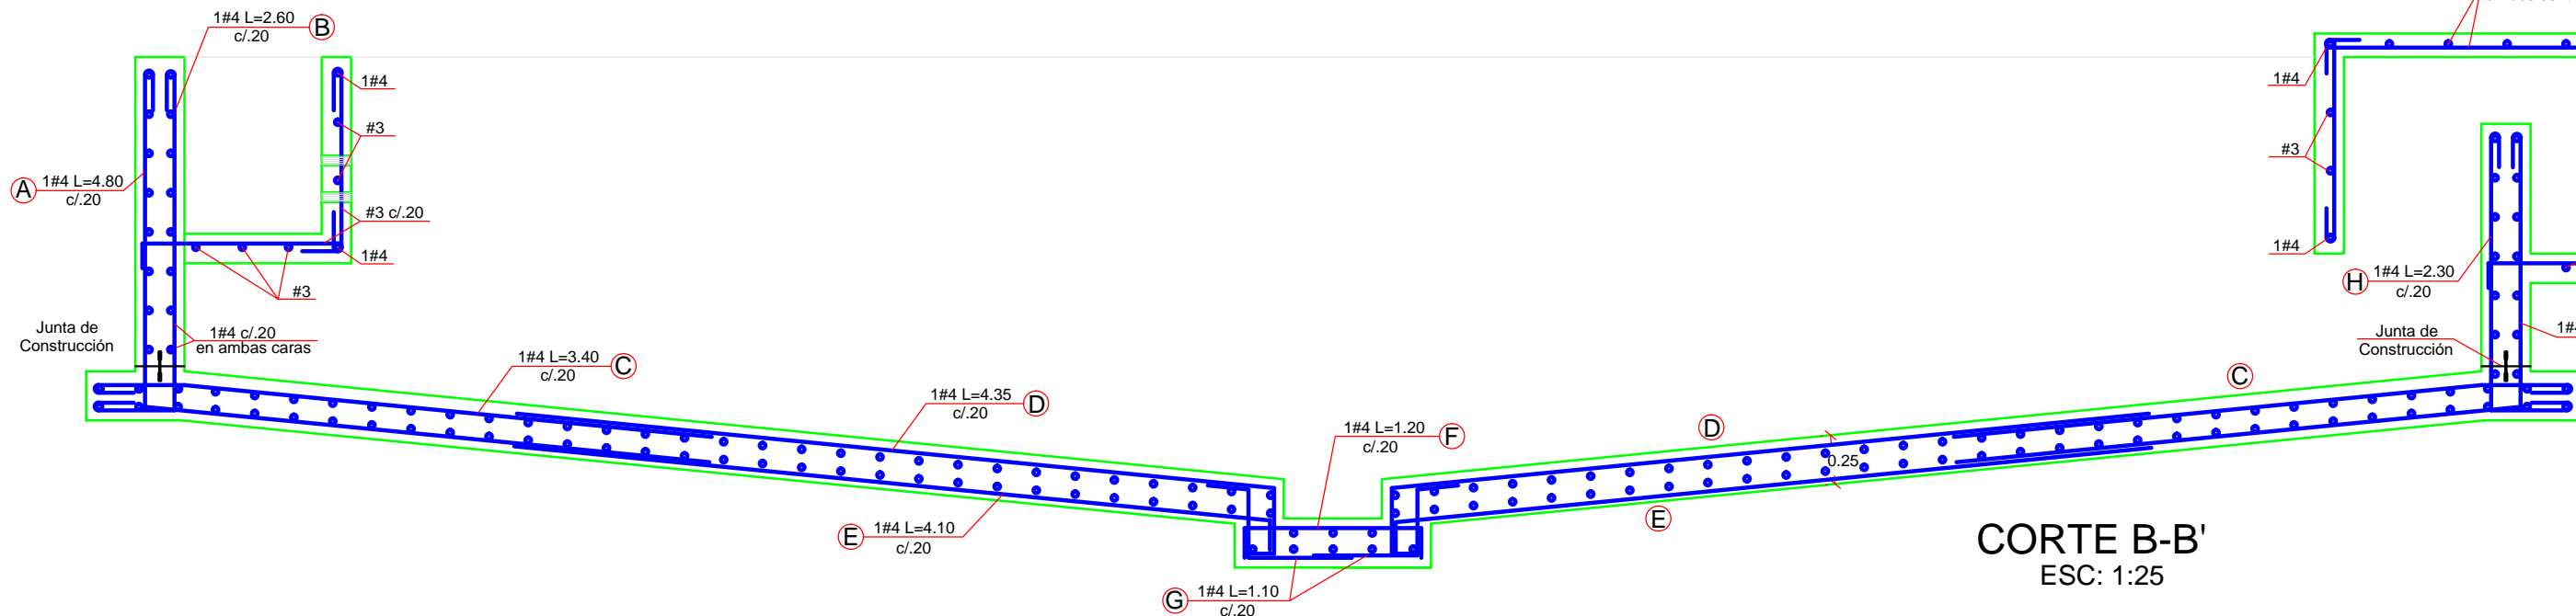 1#4 L=2.60
c/.20
B
1#4
#3
A
1#4 L=4.80
c/.20
#3 c/.20
1#4
#3
Junta de
Construcción
1#4 c/.20
en ambas caras
1#4 L=3.40
c/.20
C
1#4 L=4.35
c/.20
D
1#4 L=1.20
c/.20
F
E
1#4 L=4.10
c/.20
G
1#4 L=1.10
c/.20
D
0.25
E
C
1#4
#3
1#4
H
1#4 L=2.30
c/.20
Junta de
Construcción
CORTE B-B'
ESC: 1:25